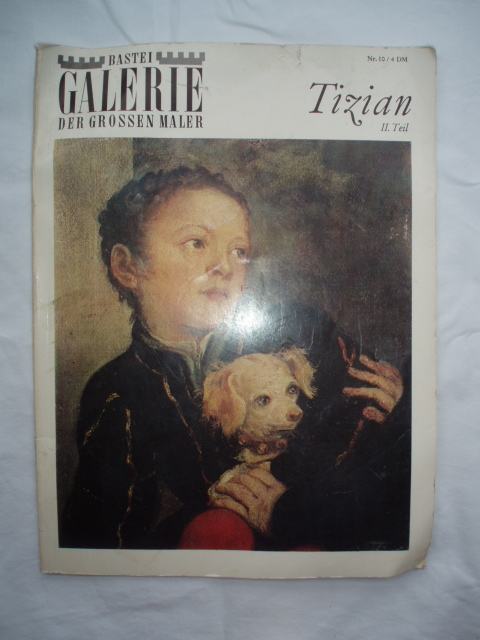 BASTEI
GALERIE
DER GROSSEN MALER
Nr. 10 / 4 DM
Tizian
II. Teil